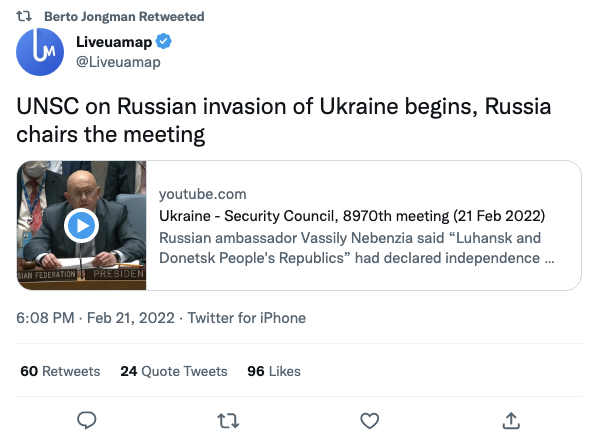 Berto Jongman Retweeted
Liveuamap
@Liveuamap
UNSC on Russian invasion of Ukraine begins, Russia
chairs the meeting
youtube.com
Ukraine - Security Council, 8970th meeting (21 Feb 2022)
Russian ambassador Vassily Nebenzia said “Luhansk and
Donetsk People's Republics” had declared independence ...
SIAN FEDERATION
PRESIDENT
6:08 PM · Feb 21, 2022 · Twitter for iPhone
60 Retweets 24 Quote Tweets 96 Likes